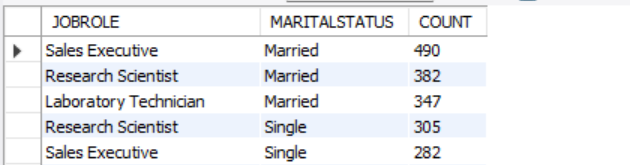 JOBROLE MARITALSTATUS COUNT
Sales Executive Married 490
Research Scientist Married 382
Laboratory Technician Married 347
Research Scientist Single 305
Sales Executive Single 282